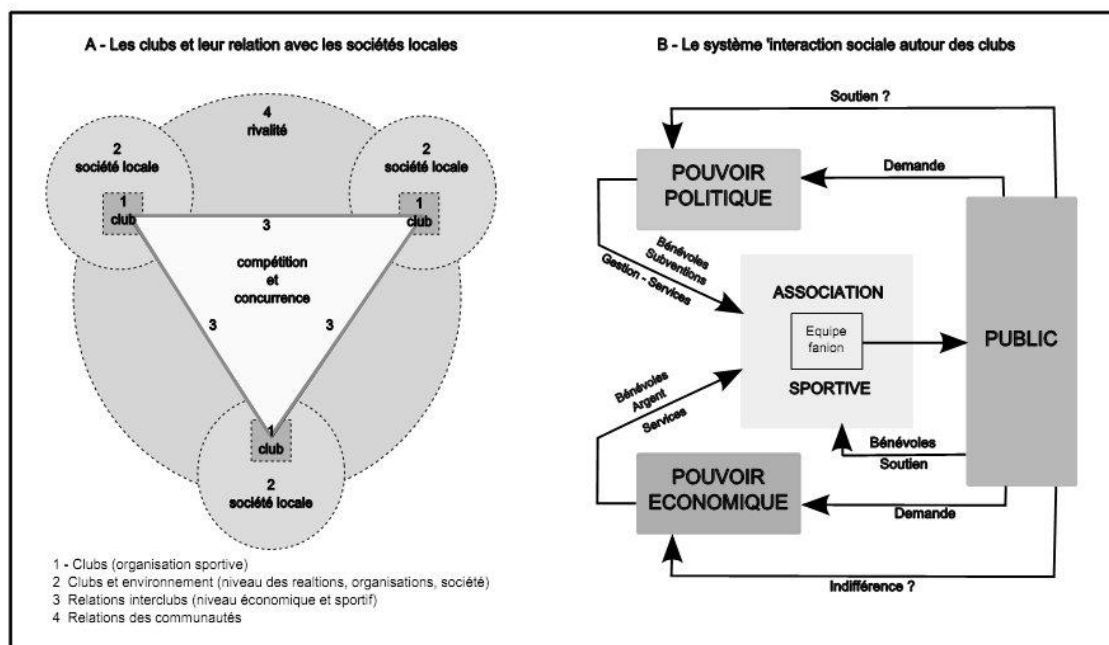 A - Les clubs et leur relation avec les sociétés locales
4
rivalité
2
société locale
2
société locale
1
club
1
club
3
compétition
et
concurrence
3
3
1
club
2
société locale
1 - Clubs (organisation sportive)
2 Clubs et environnement (niveau des realtions, organisations, société)
3 Relations interclubs (niveau économique et sportif)
4 Relations des communautés
B - Le système 'interaction sociale autour des clubs
Soutien ?
POUVOIR
POLITIQUE
Demande
Bénévoles
Subventions
Gestion - Services
ASSOCIATION
Equipe
fanion
SPORTIVE
PUBLIC
Bénévoles
Argent
Services
Bénévoles
Soutien
POUVOIR
ECONOMIQUE
Demande
Indifférence ?